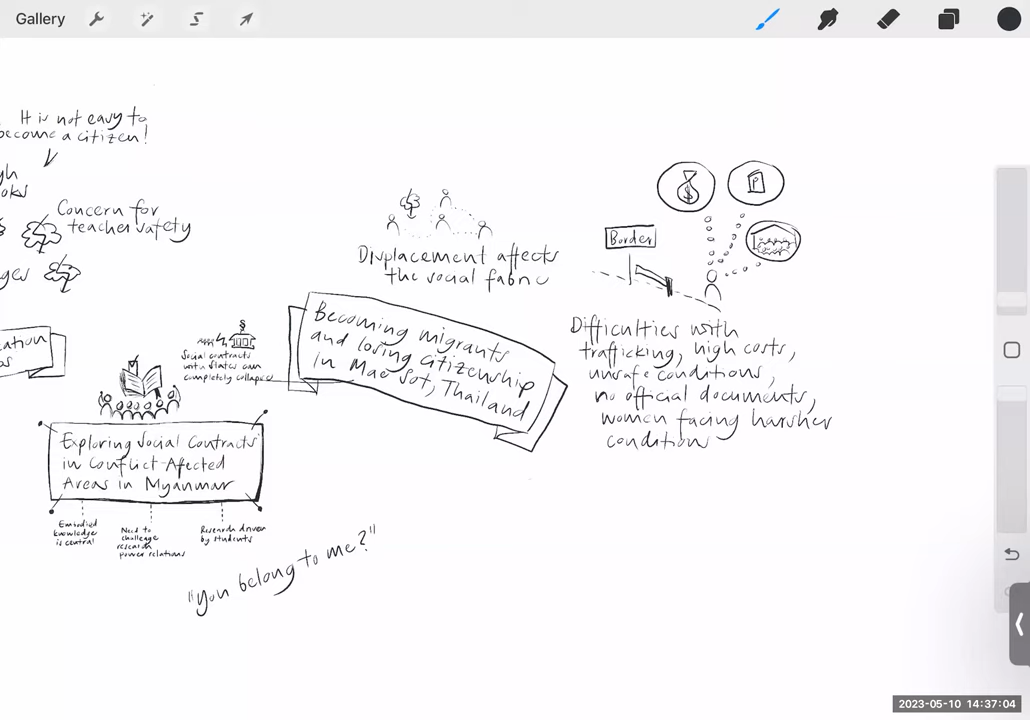 Gallery
It is not easy to
become a citizen!
Concern for
teacher safety
Social contracts
with states can
completely collapse
Exploring Social Contracts
in Conflict-Affected
Areas in Myanmar
Embodied
knowledge
is central
Need to
challenge
research
power relations
Research driven
by students
"you belong to me?"
Displacement affects
the social fabric
Becoming migrants
and losing citizenship
in Mae Sot, Thailand
Border
P
Difficulties with
trafficking, high costs,
unsafe conditions,
no official documents,
women facing harsher
condition
2023-05-10 14:37:04